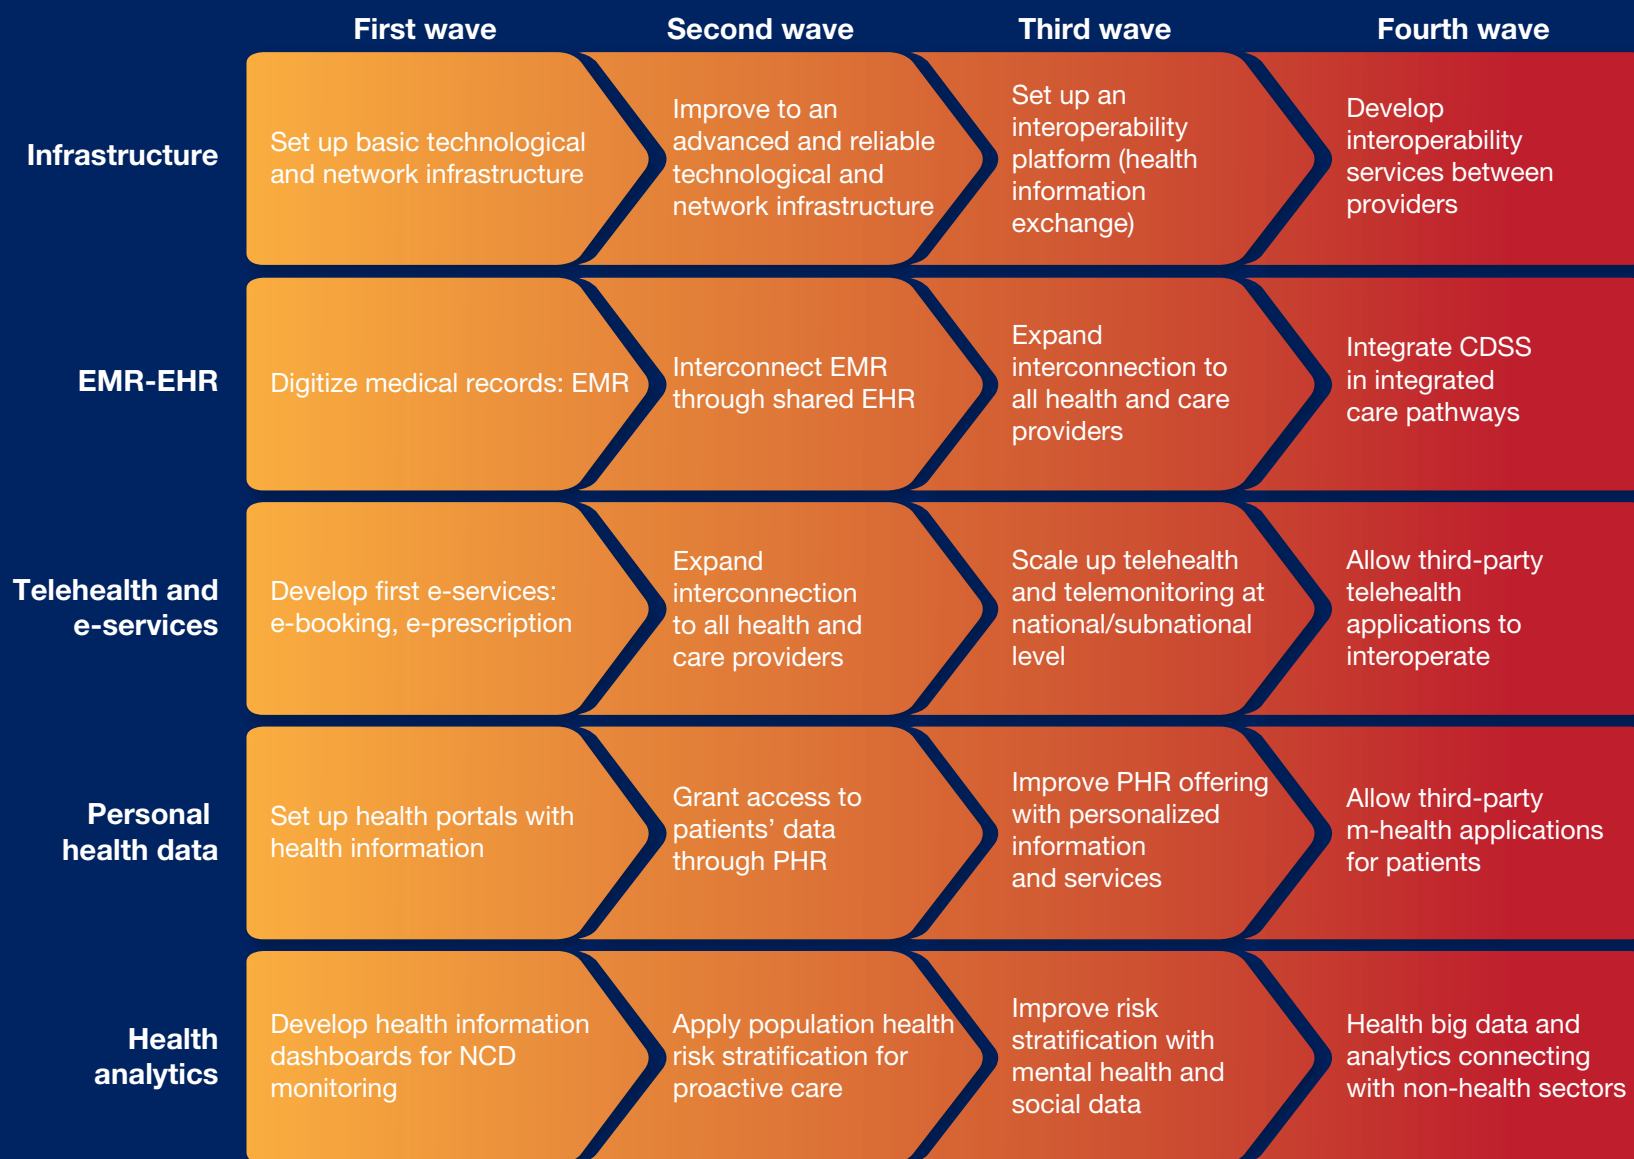 First wave
Second wave
Third wave
Fourth wave
Infrastructure
Set up basic technological
and network infrastructure
Improve to an
advanced and reliable
technological and
network infrastructure
Set up an
interoperability
platform (health
information
exchange)
Develop
interoperability
services between
providers
EMR-EHR
Digitize medical records: EMR
Interconnect EMR
through shared EHR
Expand
interconnection to
all health and care
providers
Integrate CDSS
in integrated
care pathways
Telehealth and
e-services
Develop first e-services:
e-booking, e-prescription
Expand
interconnection
to all health and
care providers
Scale up telehealth
and telemonitoring at
national/subnational
level
Allow third-party
telehealth
applications to
interoperate
Personal
health data
Set up health portals with
health information
Grant access to
patients’ data
through PHR
Improve PHR offering
with personalized
information
and services
Allow third-party
m-health applications
for patients
Health
analytics
Develop health information
dashboards for NCD
monitoring
Apply population health
risk stratification for
proactive care
Improve risk
stratification with
mental health and
social data
Health big data and
analytics connecting
with non-health sectors